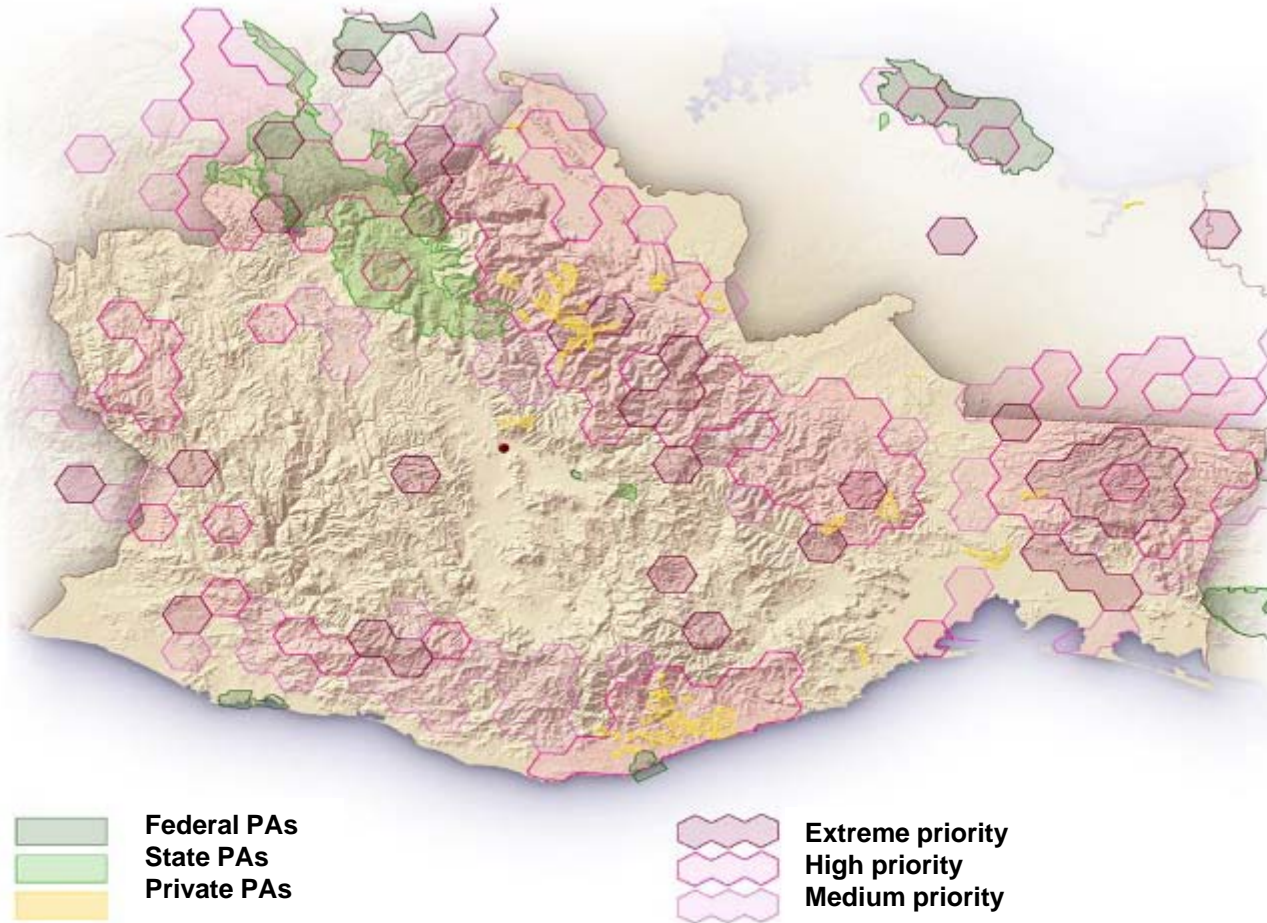 Federal PAs
State PAs
Private PAs
Extreme priority
High priority
Medium priority